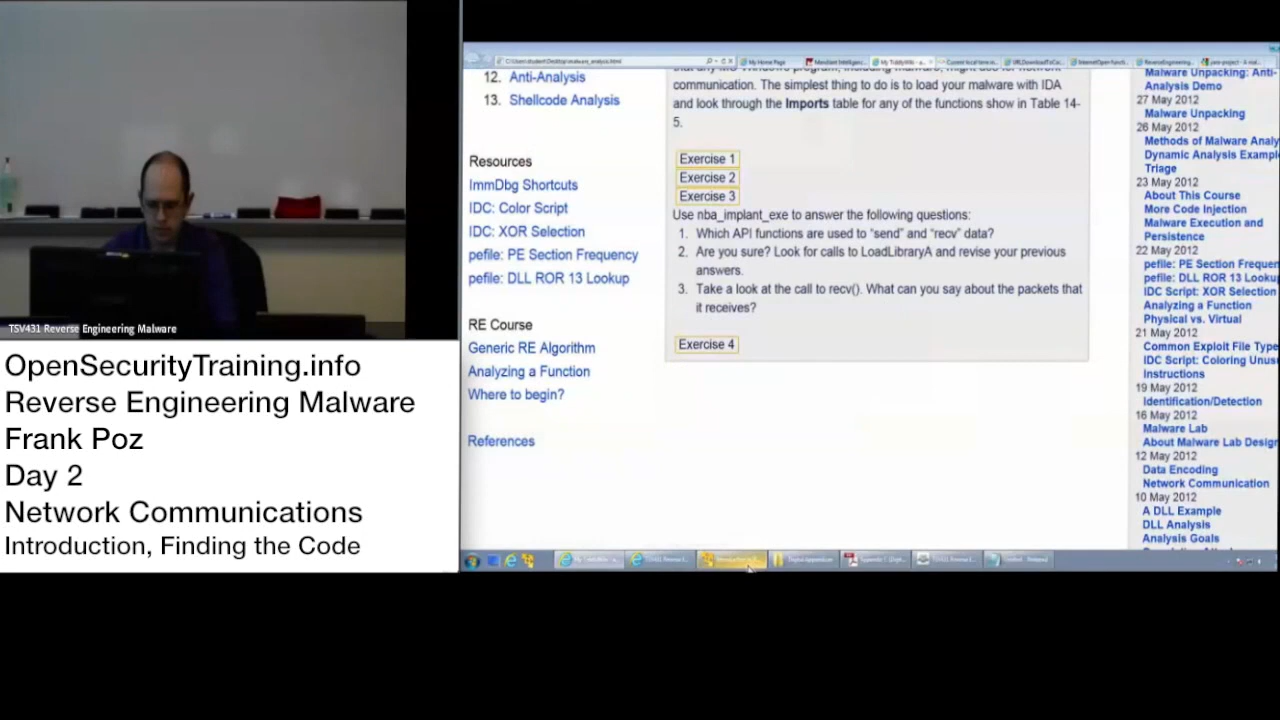 TSV431 Reverse Engineering Malware
OpenSecurityTraining.info
Reverse Engineering Malware
Frank Poz
Day 2
Network Communications
Introduction, Finding the Code
My Home Page
12. Anti-Analysis
13. Shellcode Analysis
Resources
ImmDbg Shortcuts
IDC: Color Script
IDC: XOR Selection
pefile: PE Section Frequency
pefile: DLL ROR 13 Lookup
RE Course
Generic RE Algorithm
Analyzing a Function
Where to begin?
References
communication. The simplest thing to do is to load your malware with IDA
and look through the Imports table for any of the functions show in Table 14-
5.
Exercise 1
Exercise 2
Exercise 3
Use nba_implant_exe to answer the following questions:
1. Which API functions are used to “send” and “recv” data?
2. Are you sure? Look for calls to LoadLibraryA and revise your previous
answers.
3. Take a look at the call to recv(). What can you say about the packets that
it receives?
Exercise 4
Malware Unpacking: Anti-
Analysis Demo
27 May 2012
Malware Unpacking
26 May 2012
Methods of Malware Analy
Dynamic Analysis Exampl
Triage
23 May 2012
About This Course
More Code Injection
Malware Execution and
Persistence
22 May 2012
pefile: PE Section Frequen
pefile: DLL ROR 13 Looku
IDC Script: XOR Selection
Analyzing a Function
Physical vs. Virtual
21 May 2012
Common Exploit File Type
IDC Script: Coloring Unus
Instructions
19 May 2012
Identification/Detection
16 May 2012
Malware Lab
About Malware Lab Design
12 May 2012
Data Encoding
Network Communication
10 May 2012
A DLL Example
DLL Analysis
Analysis Goals